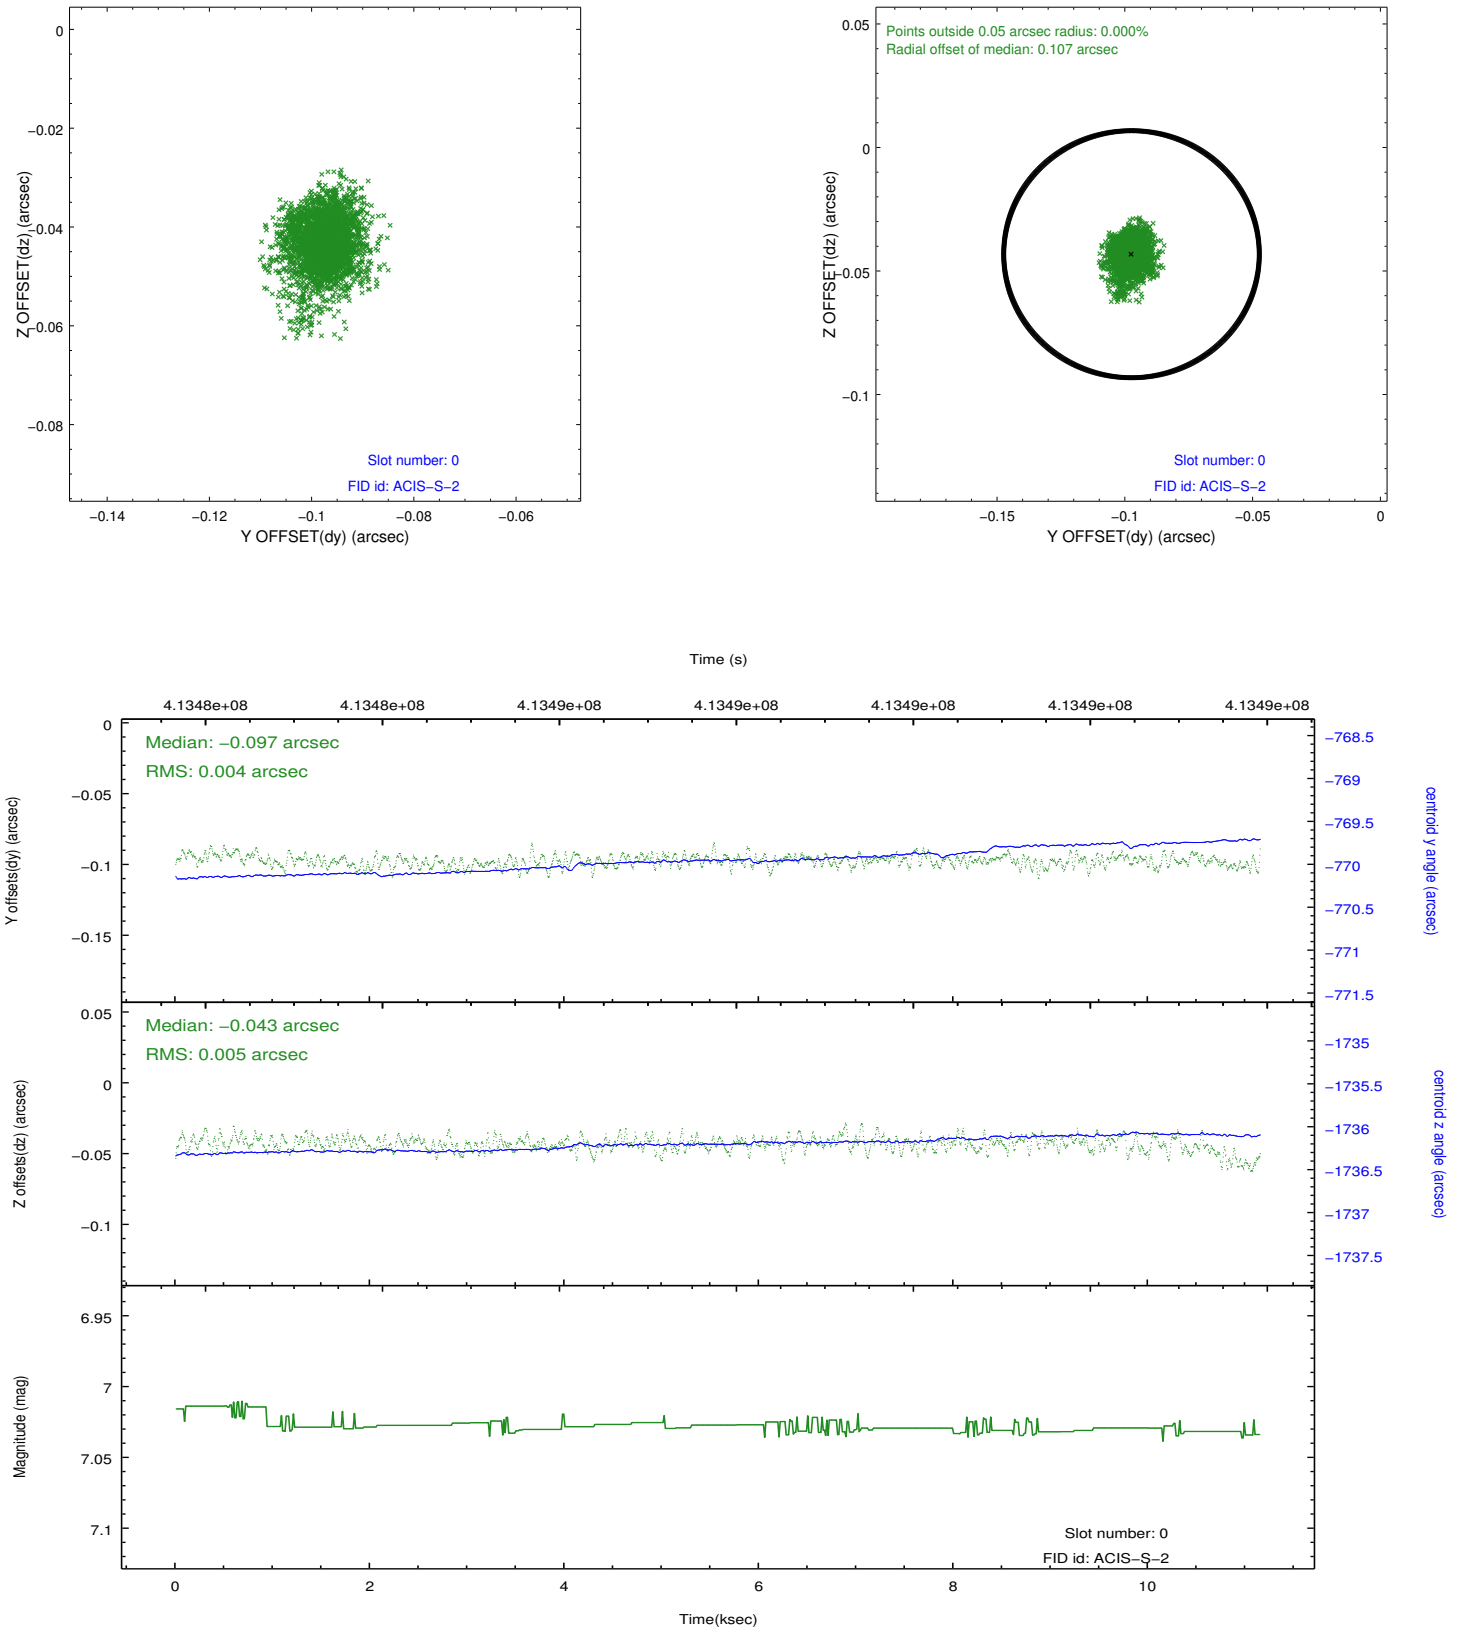 0
−0.02
−0.04
−0.06
−0.08
Z OFFSET(dz) (arcsec)
Slot number: 0
FID id: ACIS−S−2
−0.14
−0.12
−0.1
−0.08
−0.06
Y OFFSET(dy) (arcsec)
Points outside 0.05 arcsec radius: 0.000%
Radial offset of median: 0.107 arcsec
0.05
0
−0.05
−0.1
Z OFFSET(dz) (arcsec)
Slot number: 0
FID id: ACIS−S−2
−0.15
−0.1
−0.05
0
Y OFFSET(dy) (arcsec)
Time (s)
4.1348e+08
4.1348e+08
4.1349e+08
4.1349e+08
4.1349e+08
4.1349e+08
4.1349e+08
Median: −0.097 arcsec
RMS: 0.004 arcsec
0
−0.05
−0.1
−0.15
Y offsets(dy) (arcsec)
−768.5
−769
−769.5
−770
−770.5
−771
−771.5
centroid y angle (arcsec)
Median: −0.043 arcsec
RMS: 0.005 arcsec
0.05
0
−0.05
−0.1
Z offsets(dz) (arcsec)
−1735
−1735.5
−1736
−1736.5
−1737
−1737.5
centroid z angle (arcsec)
6.95
7
7.05
7.1
Magnitude (mag)
Slot number: 0
FID id: ACIS−S−2
0
2
4
6
8
10
Time(ksec)